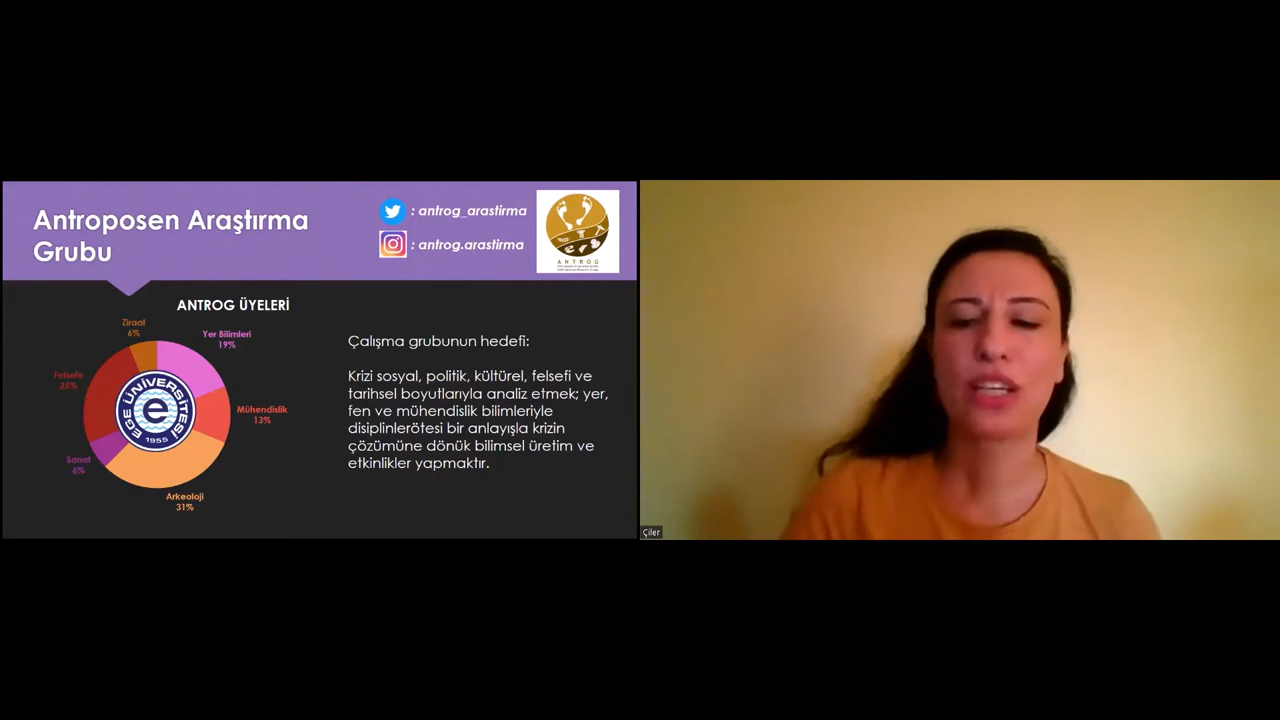 Antroposen Araştırma
Grubu
: antrog_arastirma
: antrog.arastirma
ANTROG
ANTROG ÜYELERİ
Ziraat
6%
Yer Bilimleri
19%
Felsefe
25%
Mühendislik
13%
Sanat
6%
Arkeoloji
31%
EGE ÜNİVERSİTESİ
e
1955
Çalışma grubunun hedefi:
Krizi sosyal, politik, kültürel, felsefi ve
tarihsel boyutlarıyla analiz etmek; yer,
fen ve mühendislik bilimleriyle
disiplinlerötesi bir anlayışla krizin
çözümüne dönük bilimsel üretim ve
etkinlikler yapmaktır.
Çiler